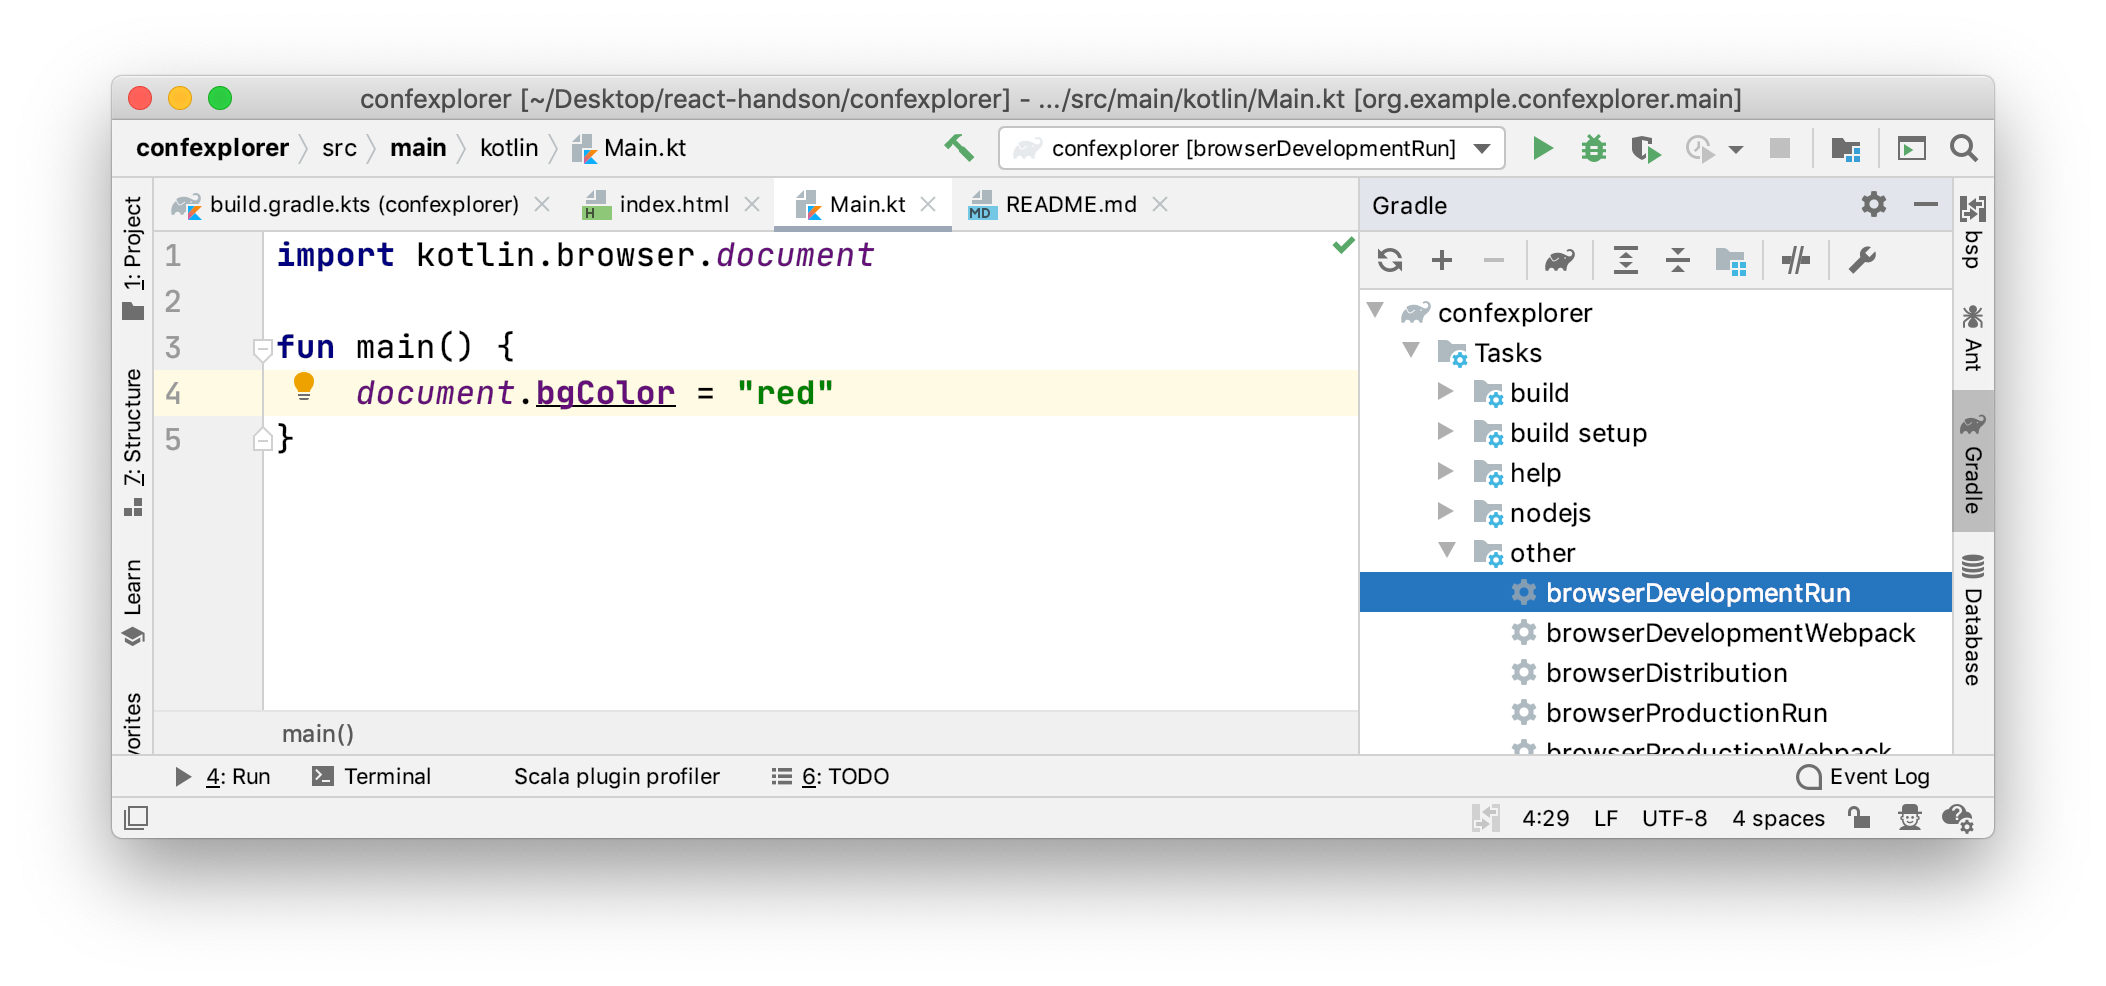 confexplorer [~/Desktop/react-handson/confexplorer] - .../src/main/kotlin/Main.kt [org.example.confexplorer.main]
confexplorer src main kotlin Main.kt
confexplorer [browserDevelopmentRun]
build.gradle.kts (confexplorer) index.html Main.kt README.md
1 import kotlin.browser.document
2
3 fun main() {
4 document.bgColor = "red"
5 }
main()
1: Project
7: Structure
Learn
vorites
Gradle
confexplorer
Tasks
build
build setup
help
nodejs
other
browserDevelopmentRun
browserDevelopmentWebpack
browserDistribution
browserProductionRun
browserProductionWebpack
bsp
Ant
Gradle
Database
4: Run Terminal Scala plugin profiler 6: TODO Event Log
4:29 LF UTF-8 4 spaces